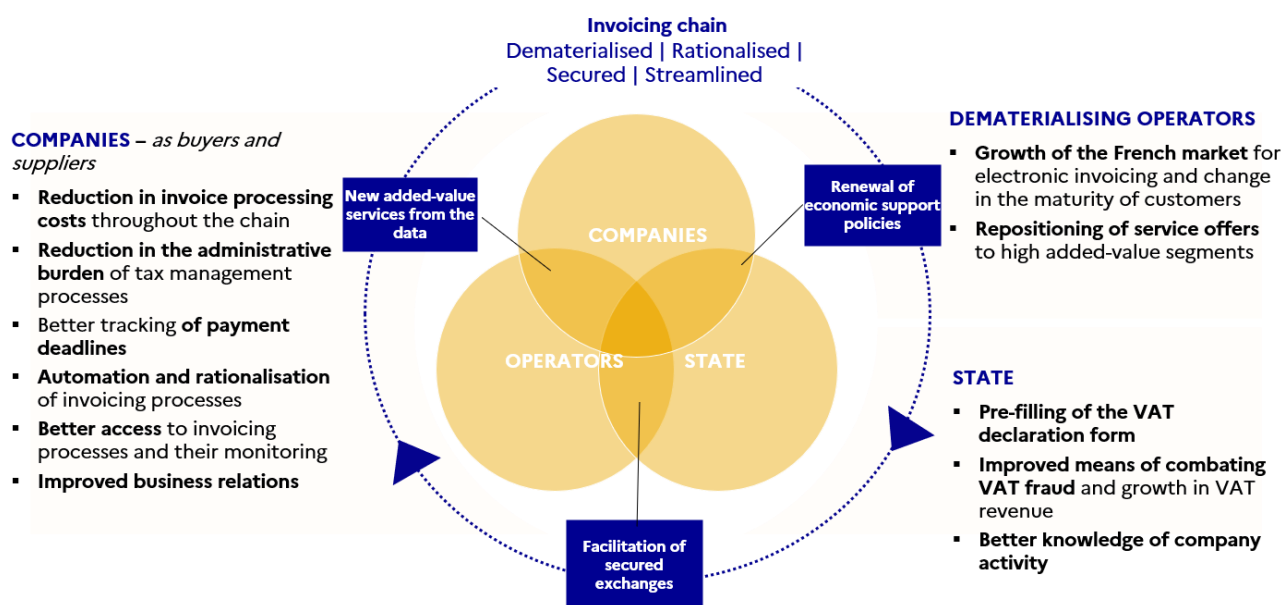 Invoicing chain
Dematerialised | Rationalised |
Secured | Streamlined
COMPANIES – as buyers and
suppliers
▪ Reduction in invoice processing
costs throughout the chain
▪ Reduction in the administrative
burden of tax management
processes
▪ Better tracking of payment
deadlines
▪ Automation and rationalisation
of invoicing processes
▪ Better access to invoicing
processes and their monitoring
▪ Improved business relations
New added-value
services from the
data
COMPANIES
OPERATORS
STATE
Renewal of
economic support
policies
Facilitation of
secured
exchanges
DEMATERIALISING OPERATORS
▪ Growth of the French market for
electronic invoicing and change
in the maturity of customers
▪ Repositioning of service offers
to high added-value segments
STATE
▪ Pre-filling of the VAT
declaration form
▪ Improved means of combating
VAT fraud and growth in VAT
revenue
▪ Better knowledge of company
activity